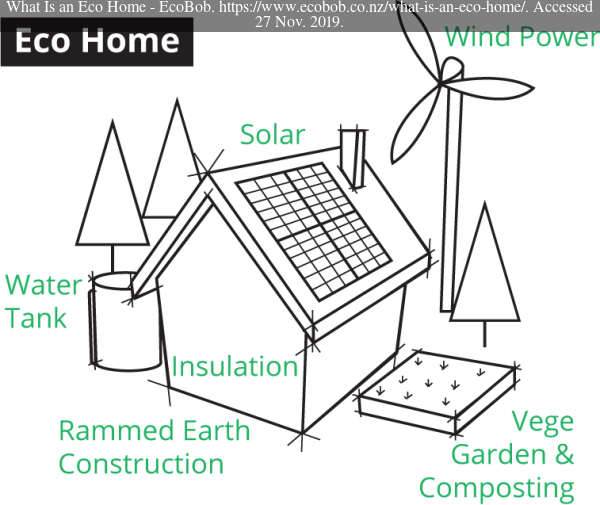 What Is an Eco Home - EcoBob. https://www.ecobob.co.nz/what-is-an-eco-home/. Accessed
27 Nov. 2019.
Eco Home
Wind Power
Solar
Water
Tank
Insulation
Rammed Earth
Construction
Vege
Garden &
Composting